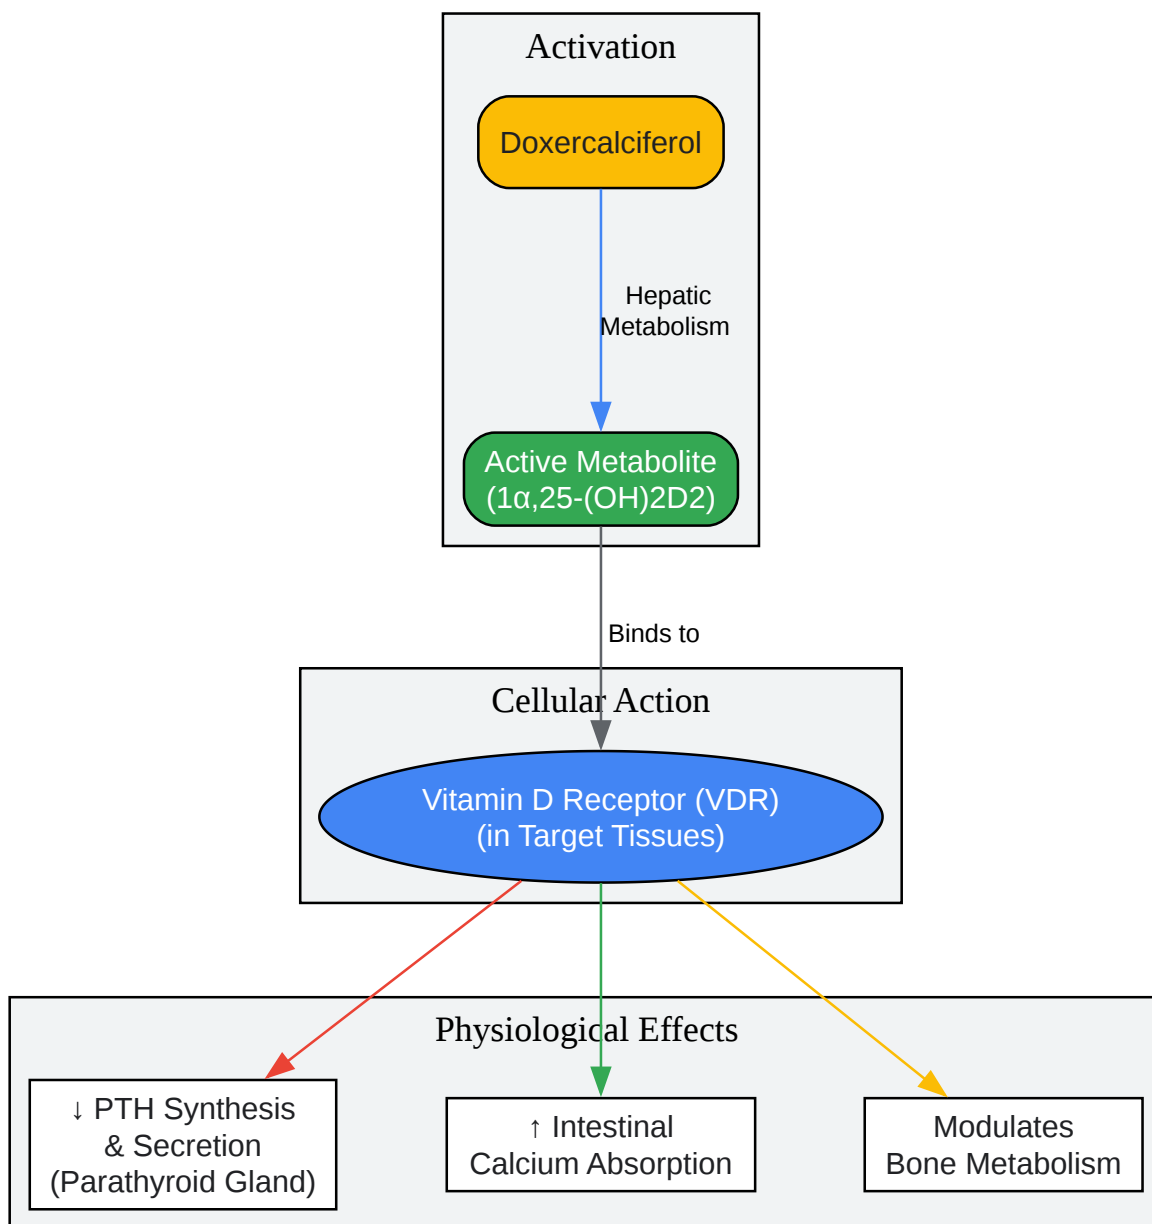 Activation
Doxercalciferol
Hepatic
Metabolism
Active Metabolite
(1α,25-(OH)2D2)
Binds to
Cellular Action
Vitamin D Receptor (VDR)
(in Target Tissues)
Physiological Effects
↓ PTH Synthesis
& Secretion
(Parathyroid Gland)
↑ Intestinal
Calcium Absorption
Modulates
Bone Metabolism